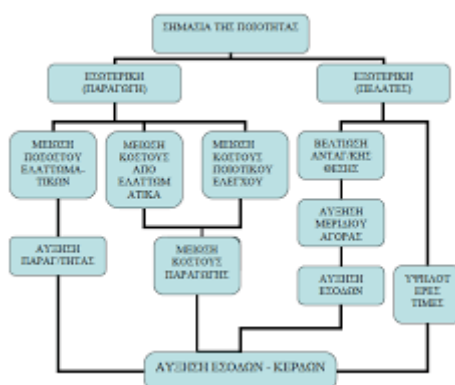 ΣΗΜΑΣΙΑ ΤΗΣ ΠΟΙΟΤΗΤΑΣ
ΕΣΩΤΕΡΙΚΗ
(ΠΑΡΑΓΩΓΗ)
ΕΞΩΤΕΡΙΚΗ
(ΠΕΛΑΤΕΣ)
ΜΕΙΩΣΗ
ΠΟΣΟΣΤΟΥ
ΕΛΑΤΤΩΜΑ-
ΤΙΚΩΝ
ΜΕΙΩΣΗ
ΚΟΣΤΟΥΣ
ΑΠΟ
ΕΛΑΤΤΩΜ
ΑΤΙΚΑ
ΜΕΙΩΣΗ
ΚΟΣΤΟΥΣ
ΠΟΙΟΤΙΚΟΥ
ΕΛΕΓΧΟΥ
ΒΕΛΤΙΩΣΗ
ΑΝΤΑΓ/ΚΗΣ
ΘΕΣΗΣ
ΑΥΞΗΣΗ
ΠΑΡΑΓ/ΤΗΤΑΣ
ΜΕΙΩΣΗ
ΚΟΣΤΟΥΣ
ΠΑΡΑΓΩΓΗΣ
ΑΥΞΗΣΗ
ΜΕΡΙΔΙΟΥ
ΑΓΟΡΑΣ
ΑΥΞΗΣΗ
ΕΣΟΔΩΝ
ΥΨΗΛΟΤ
ΕΡΕΣ
ΤΙΜΕΣ
ΑΥΞΗΣΗ ΕΣΟΔΩΝ - ΚΕΡΔΩΝ